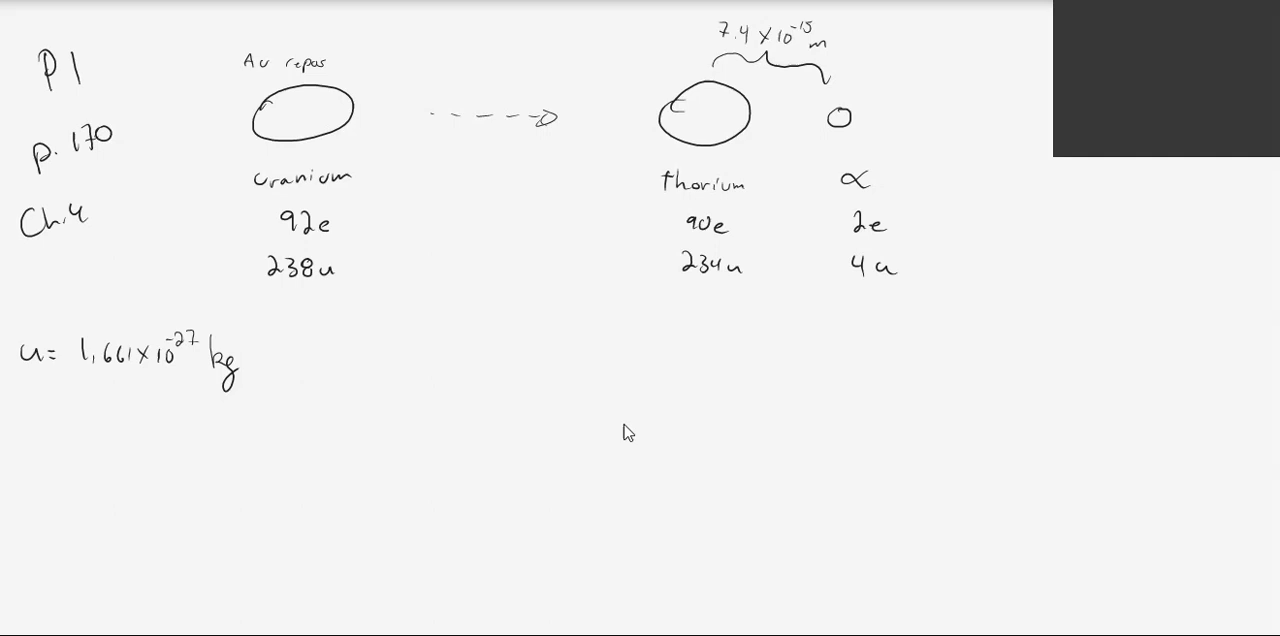 P1
p. 170
Ch.4
Au repos
uranium
92e
238u
7.4 × 10^-15 m
thorium
90e
234u
α
2e
4u
u = 1,661×10^-27 kg